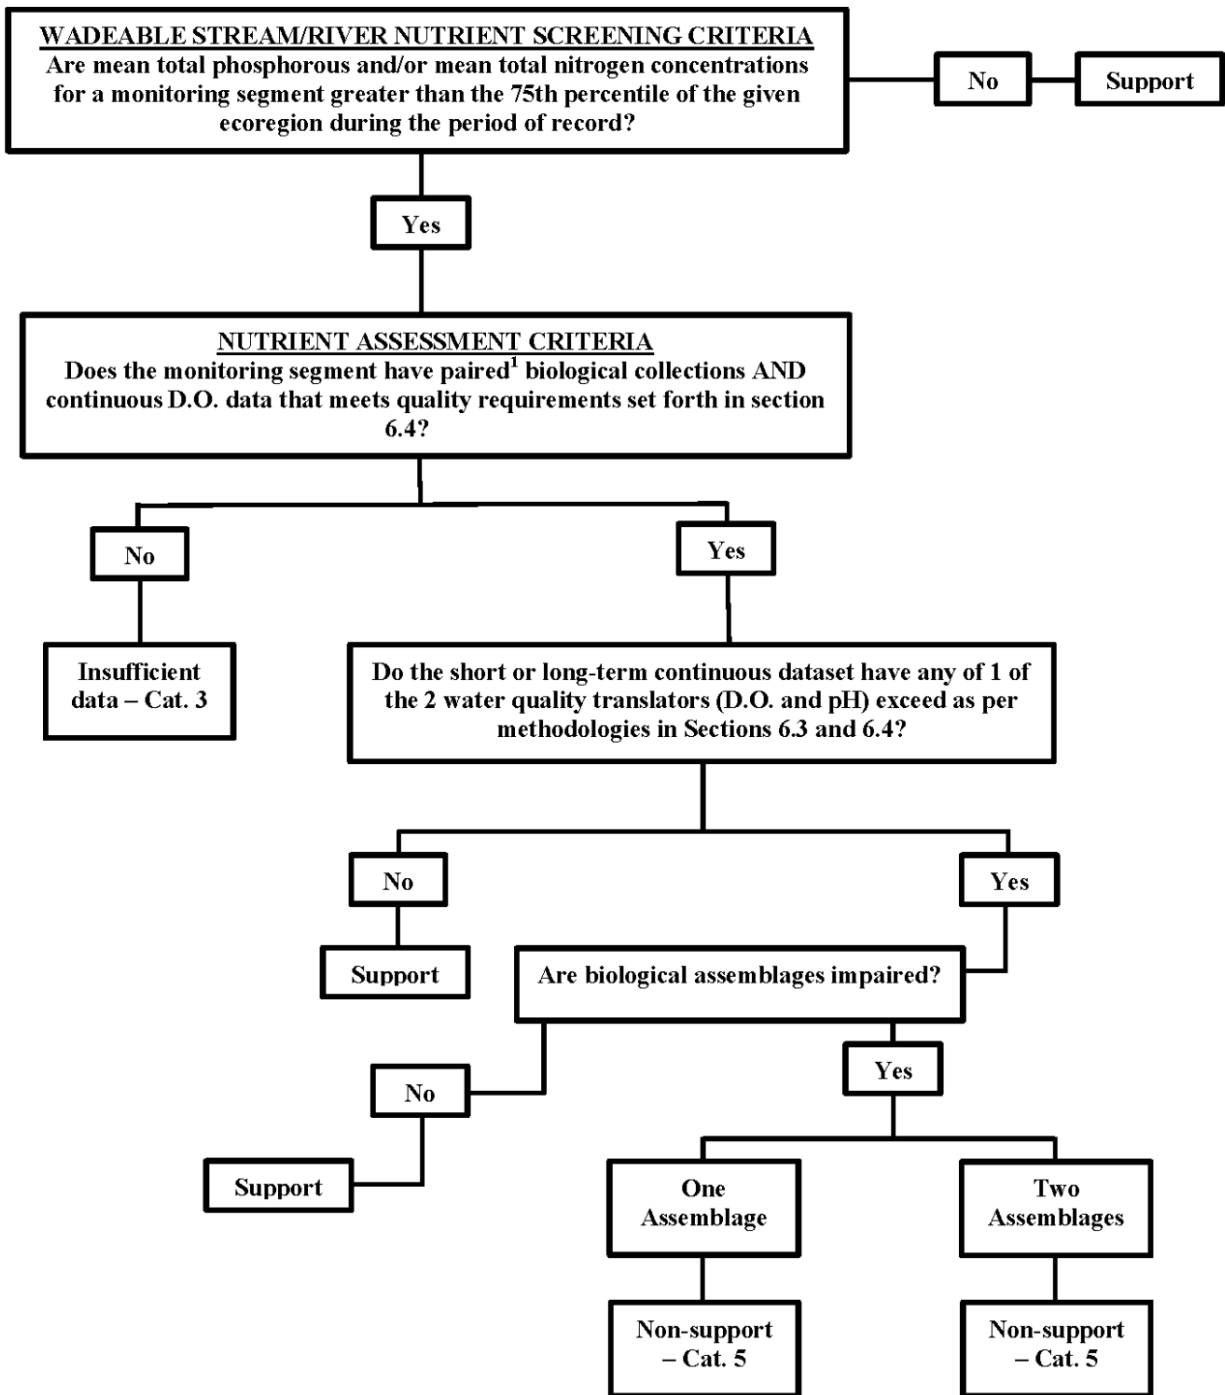 WADEABLE STREAM/RIVER NUTRIENT SCREENING CRITERIA
Are mean total phosphorous and/or mean total nitrogen concentrations
for a monitoring segment greater than the 75th percentile of the given
ecoregion during the period of record?
No
Support
Yes
NUTRIENT ASSESSMENT CRITERIA
Does the monitoring segment have paired¹ biological collections AND
continuous D.O. data that meets quality requirements set forth in section
6.4?
No
Yes
Insufficient
data – Cat. 3
Do the short or long-term continuous dataset have any of 1 of
the 2 water quality translators (D.O. and pH) exceed as per
methodologies in Sections 6.3 and 6.4?
No
Yes
Support
Are biological assemblages impaired?
No
Yes
Support
One
Assemblage
Two
Assemblages
Non-support
– Cat. 5
Non-support
– Cat. 5